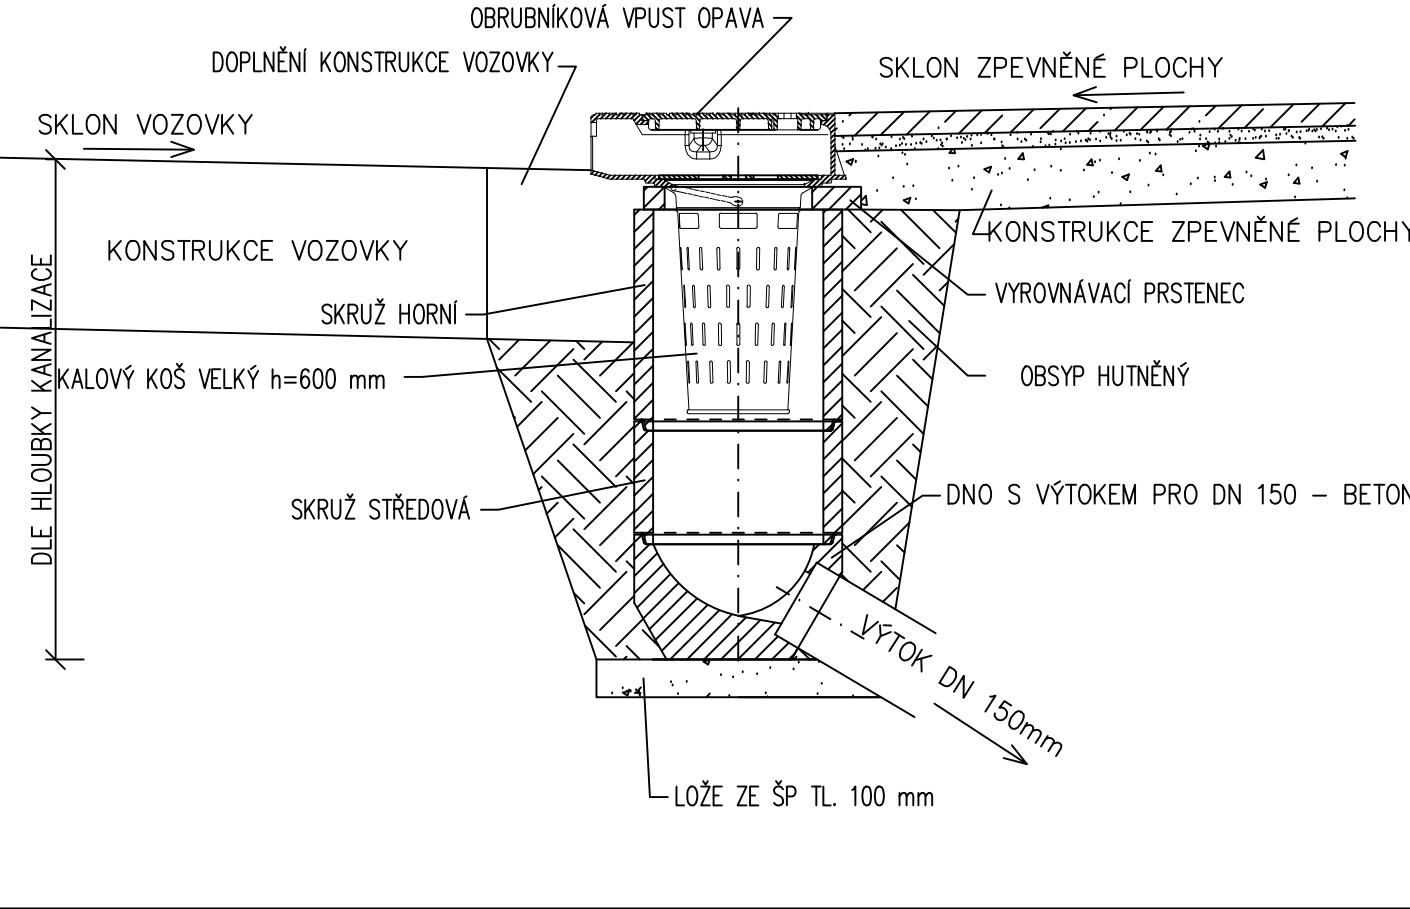 OBRUBNÍKOVÁ VPUST OPAVA
DOPLNĚNÍ KONSTRUKCE VOZOVKY
SKLON ZPEVNĚNÉ PLOCHY
SKLON VOZOVKY
KONSTRUKCE ZPEVNĚNÉ PLOCHY
KONSTRUKCE VOZOVKY
VYROVNÁVACÍ PRSTENEC
SKRUŽ HORNÍ
OBSYP HUTNĚNÝ
KALOVÝ KOŠ VELKÝ h=600 mm
DLE HLOUBKY KANALIZACE
DNO S VÝTOKEM PRO DN 150 – BETON
SKRUŽ STŘEDOVÁ
VÝTOK DN 150mm
LOŽE ZE ŠP TL. 100 mm